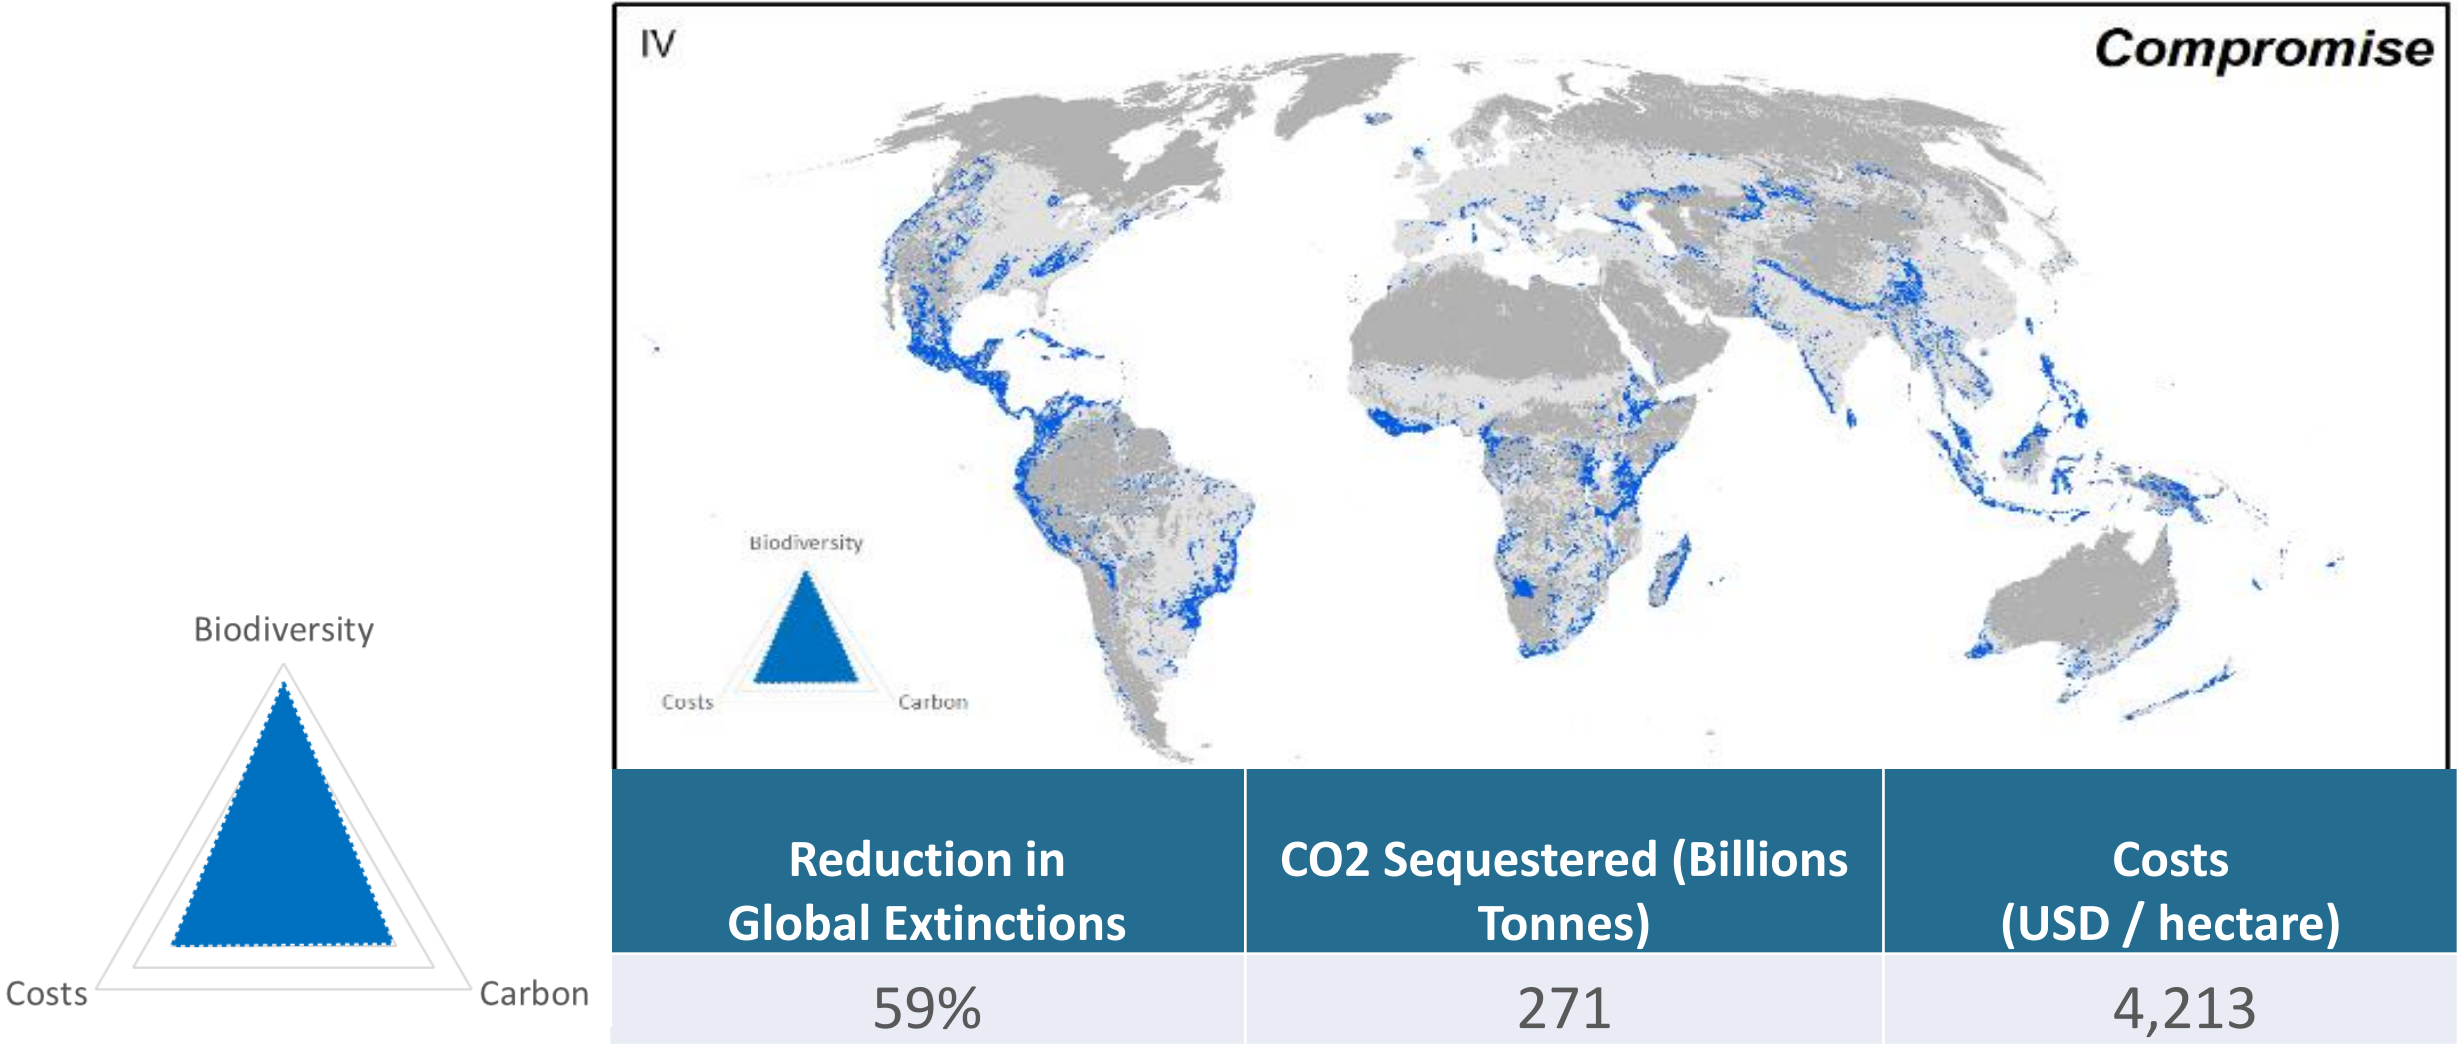 IV
Compromise
Biodiversity
Costs
Carbon
Biodiversity
Costs
Carbon
Reduction in
Global Extinctions
CO2 Sequestered (Billions
Tonnes)
Costs
(USD / hectare)
59%
271
4,213